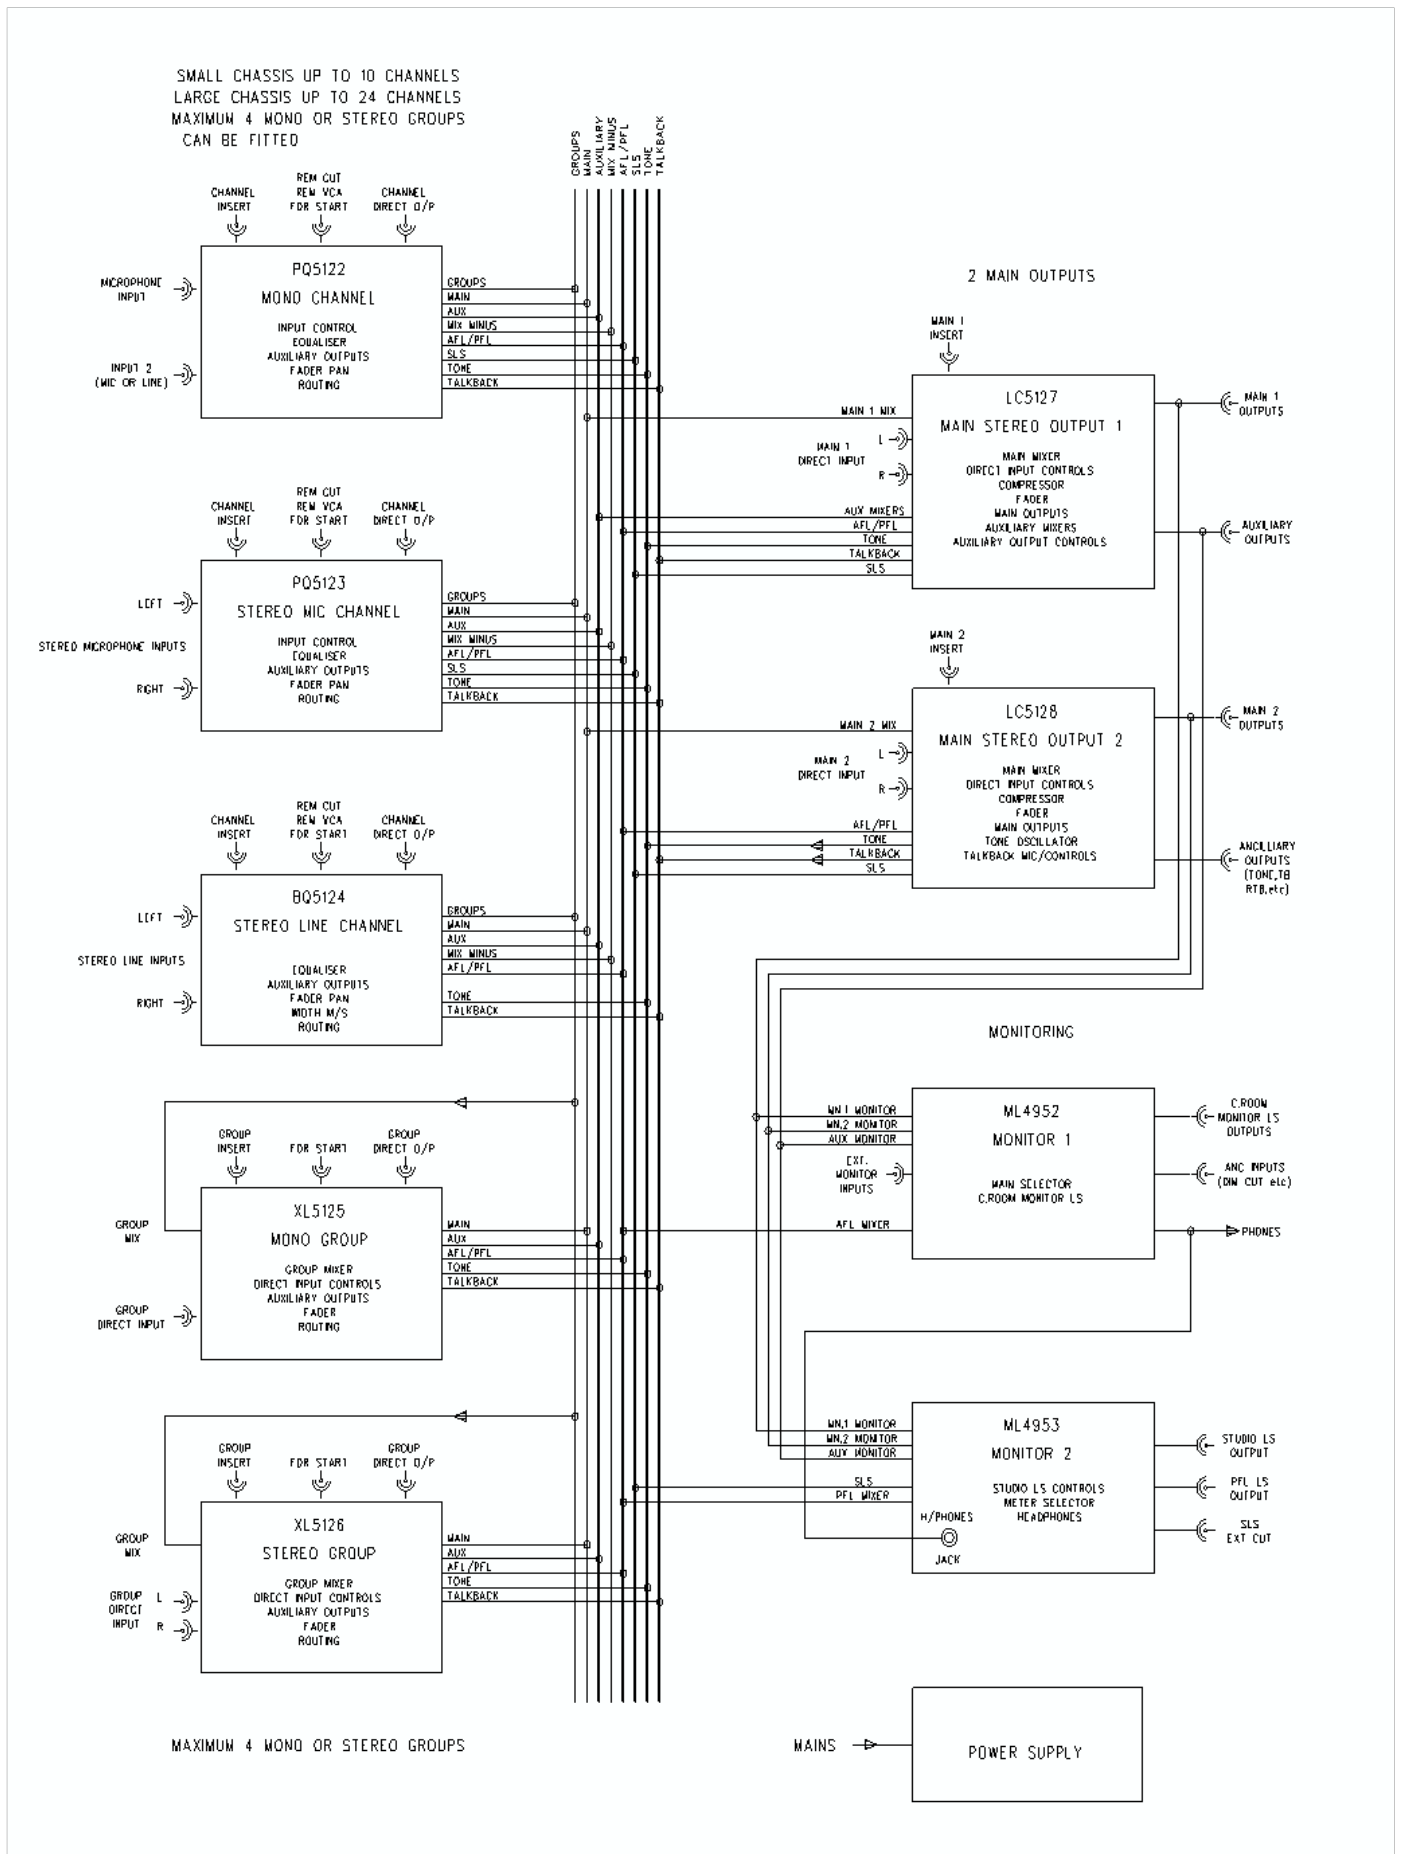 SMALL CHASSIS UP TO 10 CHANNELS
LARGE CHASSIS UP TO 24 CHANNELS
MAXIMUM 4 MONO OR STEREO GROUPS
CAN BE FITTED
GROUPS
MAIN
AUXILIARY
MIX MINUS
AFL/PFL
SLS
TONE
TALKBACK
CHANNEL
INSERT
REM CUT
REM VCA
FDR START
CHANNEL
DIRECT O/P
MICROPHONE
INPUT
INPUT 2
(MIC OR LINE)
PQ5122
MONO CHANNEL
INPUT CONTROL
EQUALISER
AUXILIARY OUTPUTS
FADER PAN
ROUTING
GROUPS
MAIN
AUX
MIX MINUS
AFL/PFL
SLS
TONE
TALKBACK
CHANNEL
INSERT
REM CUT
REM VCA
FDR START
CHANNEL
DIRECT O/P
LEFT
STEREO MICROPHONE INPUTS
RIGHT
PQ5123
STEREO MIC CHANNEL
INPUT CONTROL
EQUALISER
AUXILIARY OUTPUTS
FADER PAN
ROUTING
GROUPS
MAIN
AUX
MIX MINUS
AFL/PFL
SLS
TONE
TALKBACK
CHANNEL
INSERT
REM CUT
REM VCA
FDR START
CHANNEL
DIRECT O/P
LEFT
STEREO LINE INPUTS
RIGHT
BQ5124
STEREO LINE CHANNEL
EQUALISER
AUXILIARY OUTPUTS
FADER PAN
WIDTH M/S
ROUTING
GROUPS
MAIN
AUX
MIX MINUS
AFL/PFL
TONE
TALKBACK
GROUP
INSERT
FDR START
GROUP
DIRECT O/P
GROUP
MIX
GROUP
DIRECT INPUT
XL5125
MONO GROUP
GROUP MIXER
DIRECT INPUT CONTROLS
AUXILIARY OUTPUTS
FADER
ROUTING
MAIN
AUX
AFL/PFL
TONE
TALKBACK
GROUP
INSERT
FDR START
GROUP
DIRECT O/P
GROUP
MIX
GROUP
DIRECT
INPUT
L
R
XL5126
STEREO GROUP
GROUP MIXER
DIRECT INPUT CONTROLS
AUXILIARY OUTPUTS
FADER
ROUTING
MAIN
AUX
AFL/PFL
TONE
TALKBACK
MAXIMUM 4 MONO OR STEREO GROUPS
2 MAIN OUTPUTS
MAIN 1
INSERT
MAIN 1 MIX
MAIN 1
DIRECT INPUT
L
R
AUX MIXERS
AFL/PFL
TONE
TALKBACK
SLS
LC5127
MAIN STEREO OUTPUT 1
MAIN MIXER
DIRECT INPUT CONTROLS
COMPRESSOR
FADER
MAIN OUTPUTS
AUXILIARY MIXERS
AUXILIARY OUTPUT CONTROLS
MAIN 1
OUTPUTS
AUXILIARY
OUTPUTS
MAIN 2
INSERT
MAIN 2 MIX
MAIN 2
DIRECT INPUT
L
R
AFL/PFL
TONE
TALKBACK
SLS
LC5128
MAIN STEREO OUTPUT 2
MAIN MIXER
DIRECT INPUT CONTROLS
COMPRESSOR
FADER
MAIN OUTPUTS
TONE OSCILLATOR
TALKBACK MIC/CONTROLS
MAIN 2
OUTPUTS
ANCILLIARY
OUTPUTS
(TONE,TB
RTB,etc)
MONITORING
MN.1 MONITOR
MN.2 MONITOR
AUX MONITOR
EXT.
MONITOR
INPUTS
AFL MIXER
ML4952
MONITOR 1
MAIN SELECTOR
C.ROOM MONITOR LS
C.ROOM
MONITOR LS
OUTPUTS
ANC INPUTS
(DIM CUT etc)
PHONES
MN.1 MONITOR
MN.2 MONITOR
AUX MONITOR
SLS
PFL MIXER
ML4953
MONITOR 2
STUDIO LS CONTROLS
METER SELECTOR
HEADPHONES
H/PHONES
JACK
STUDIO LS
OUTPUT
PFL LS
OUTPUT
SLS
EXT CUT
MAINS
POWER SUPPLY